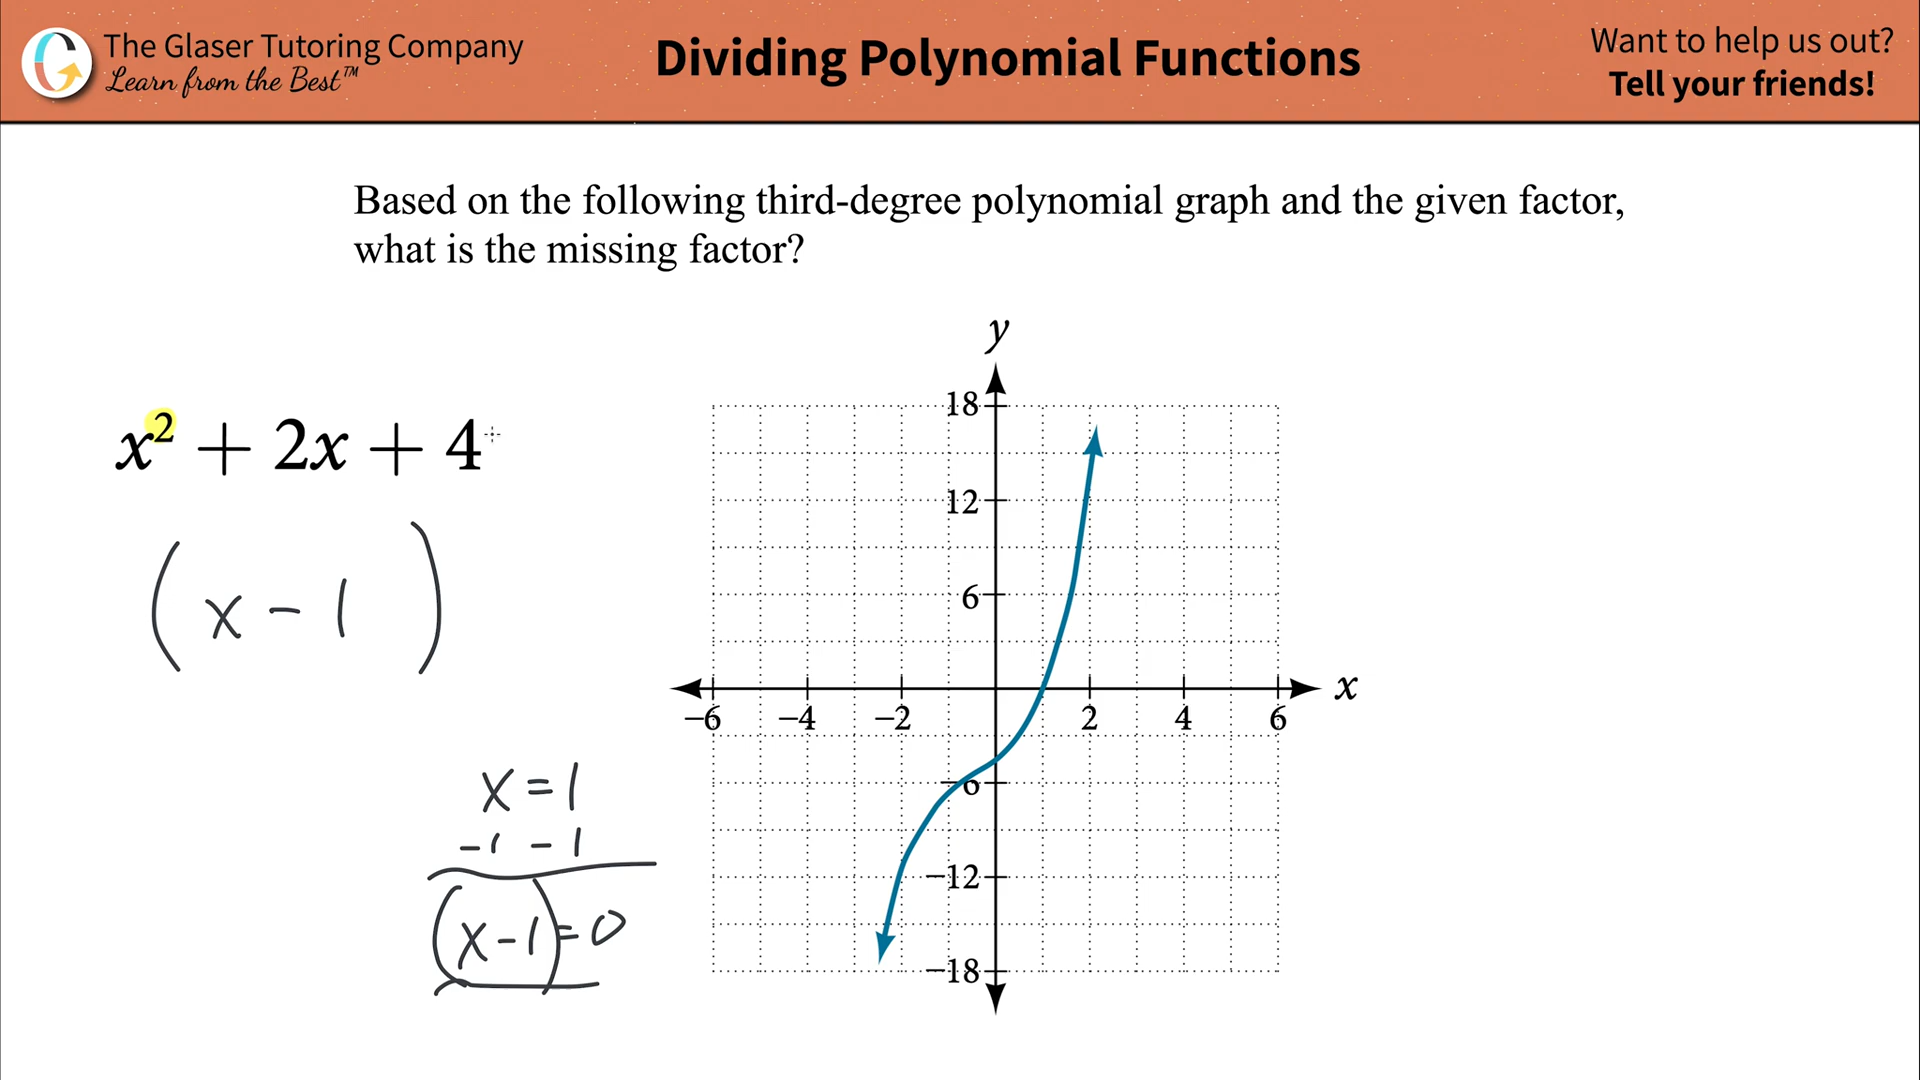 The Glaser Tutoring Company
Learn from the Best™
Dividing Polynomial Functions
Want to help us out?
Tell your friends!
Based on the following third-degree polynomial graph and the given factor,
what is the missing factor?
x² + 2x + 4
(x - 1)
x = 1
-1 -1
(x-1) = 0
y
18
12
6
-6 -4 -2 2 4 6 x
-6
-12
-18